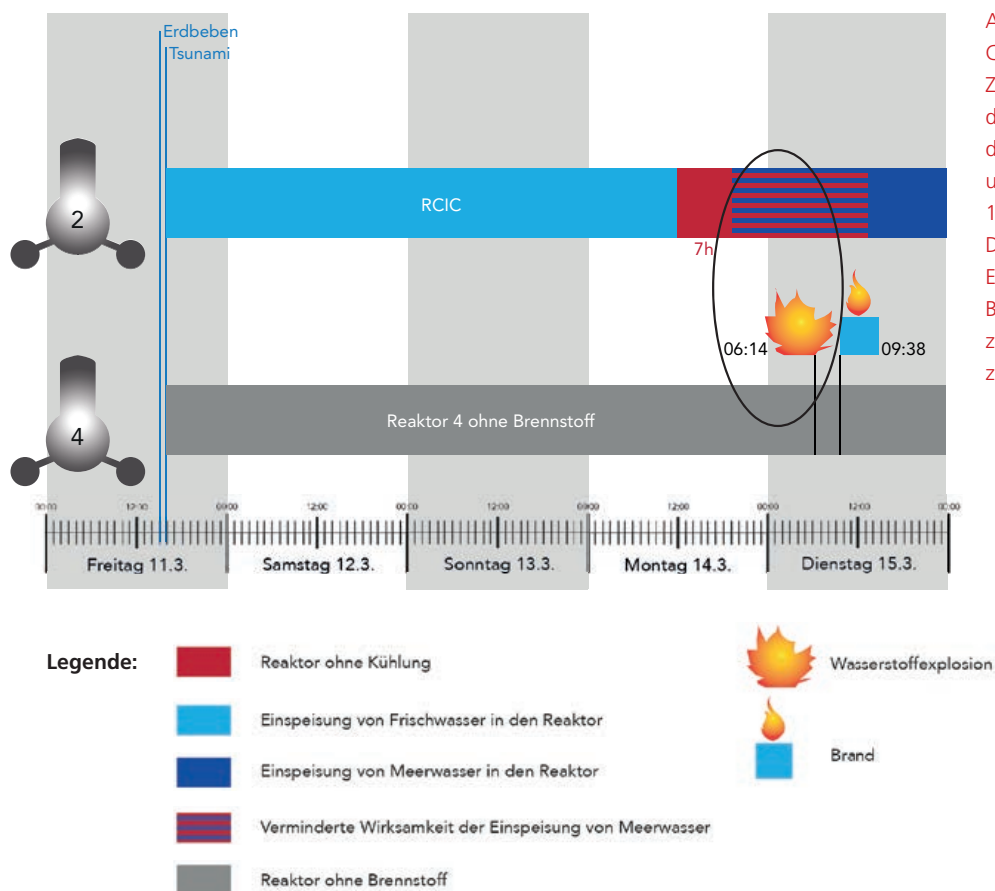 Erdbeben
Tsunami
2
RCIC
7h
06:14
09:38
4
Reaktor 4 ohne Brennstoff
00:00 12:00 00:00 12:00 00:00 00:00 12:00 00:00 12:00 00:00
Freitag 11.3. Samstag 12.3. Sonntag 13.3. Montag 14.3. Dienstag 15.3.
Legende:
Reaktor ohne Kühlung
Einspeisung von Frischwasser in den Reaktor
Einspeisung von Meerwasser in den Reaktor
Verminderte Wirksamkeit der Einspeisung von Meerwasser
Reaktor ohne Brennstoff
Wasserstoffexplosion
Brand